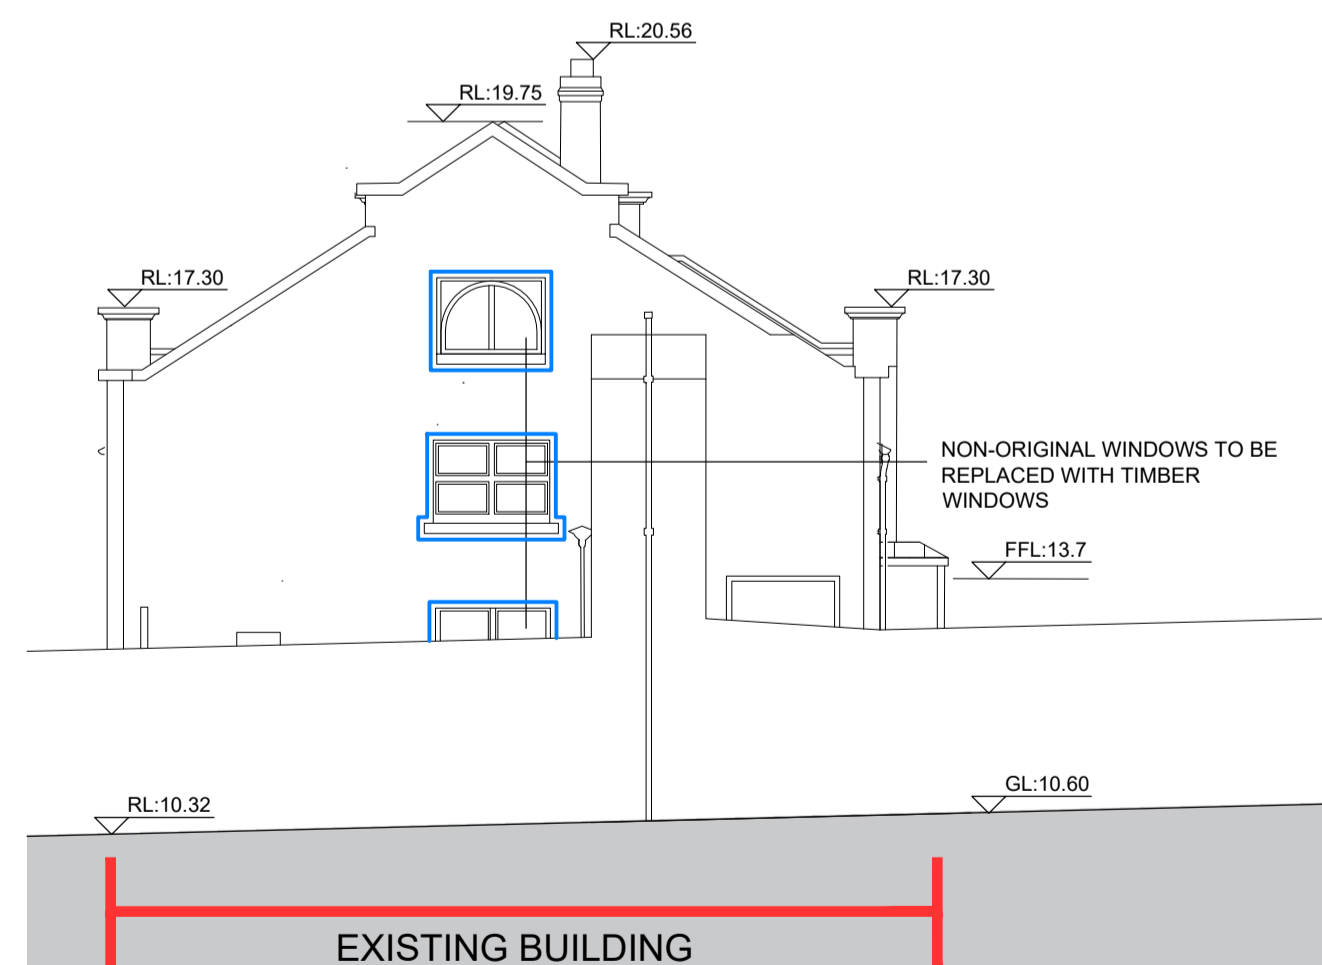 RL:20.56
RL:19.75
RL:17.30
RL:17.30
NON-ORIGINAL WINDOWS TO BE
REPLACED WITH TIMBER
WINDOWS
FFL:13.7
GL:10.60
RL:10.32
EXISTING BUILDING